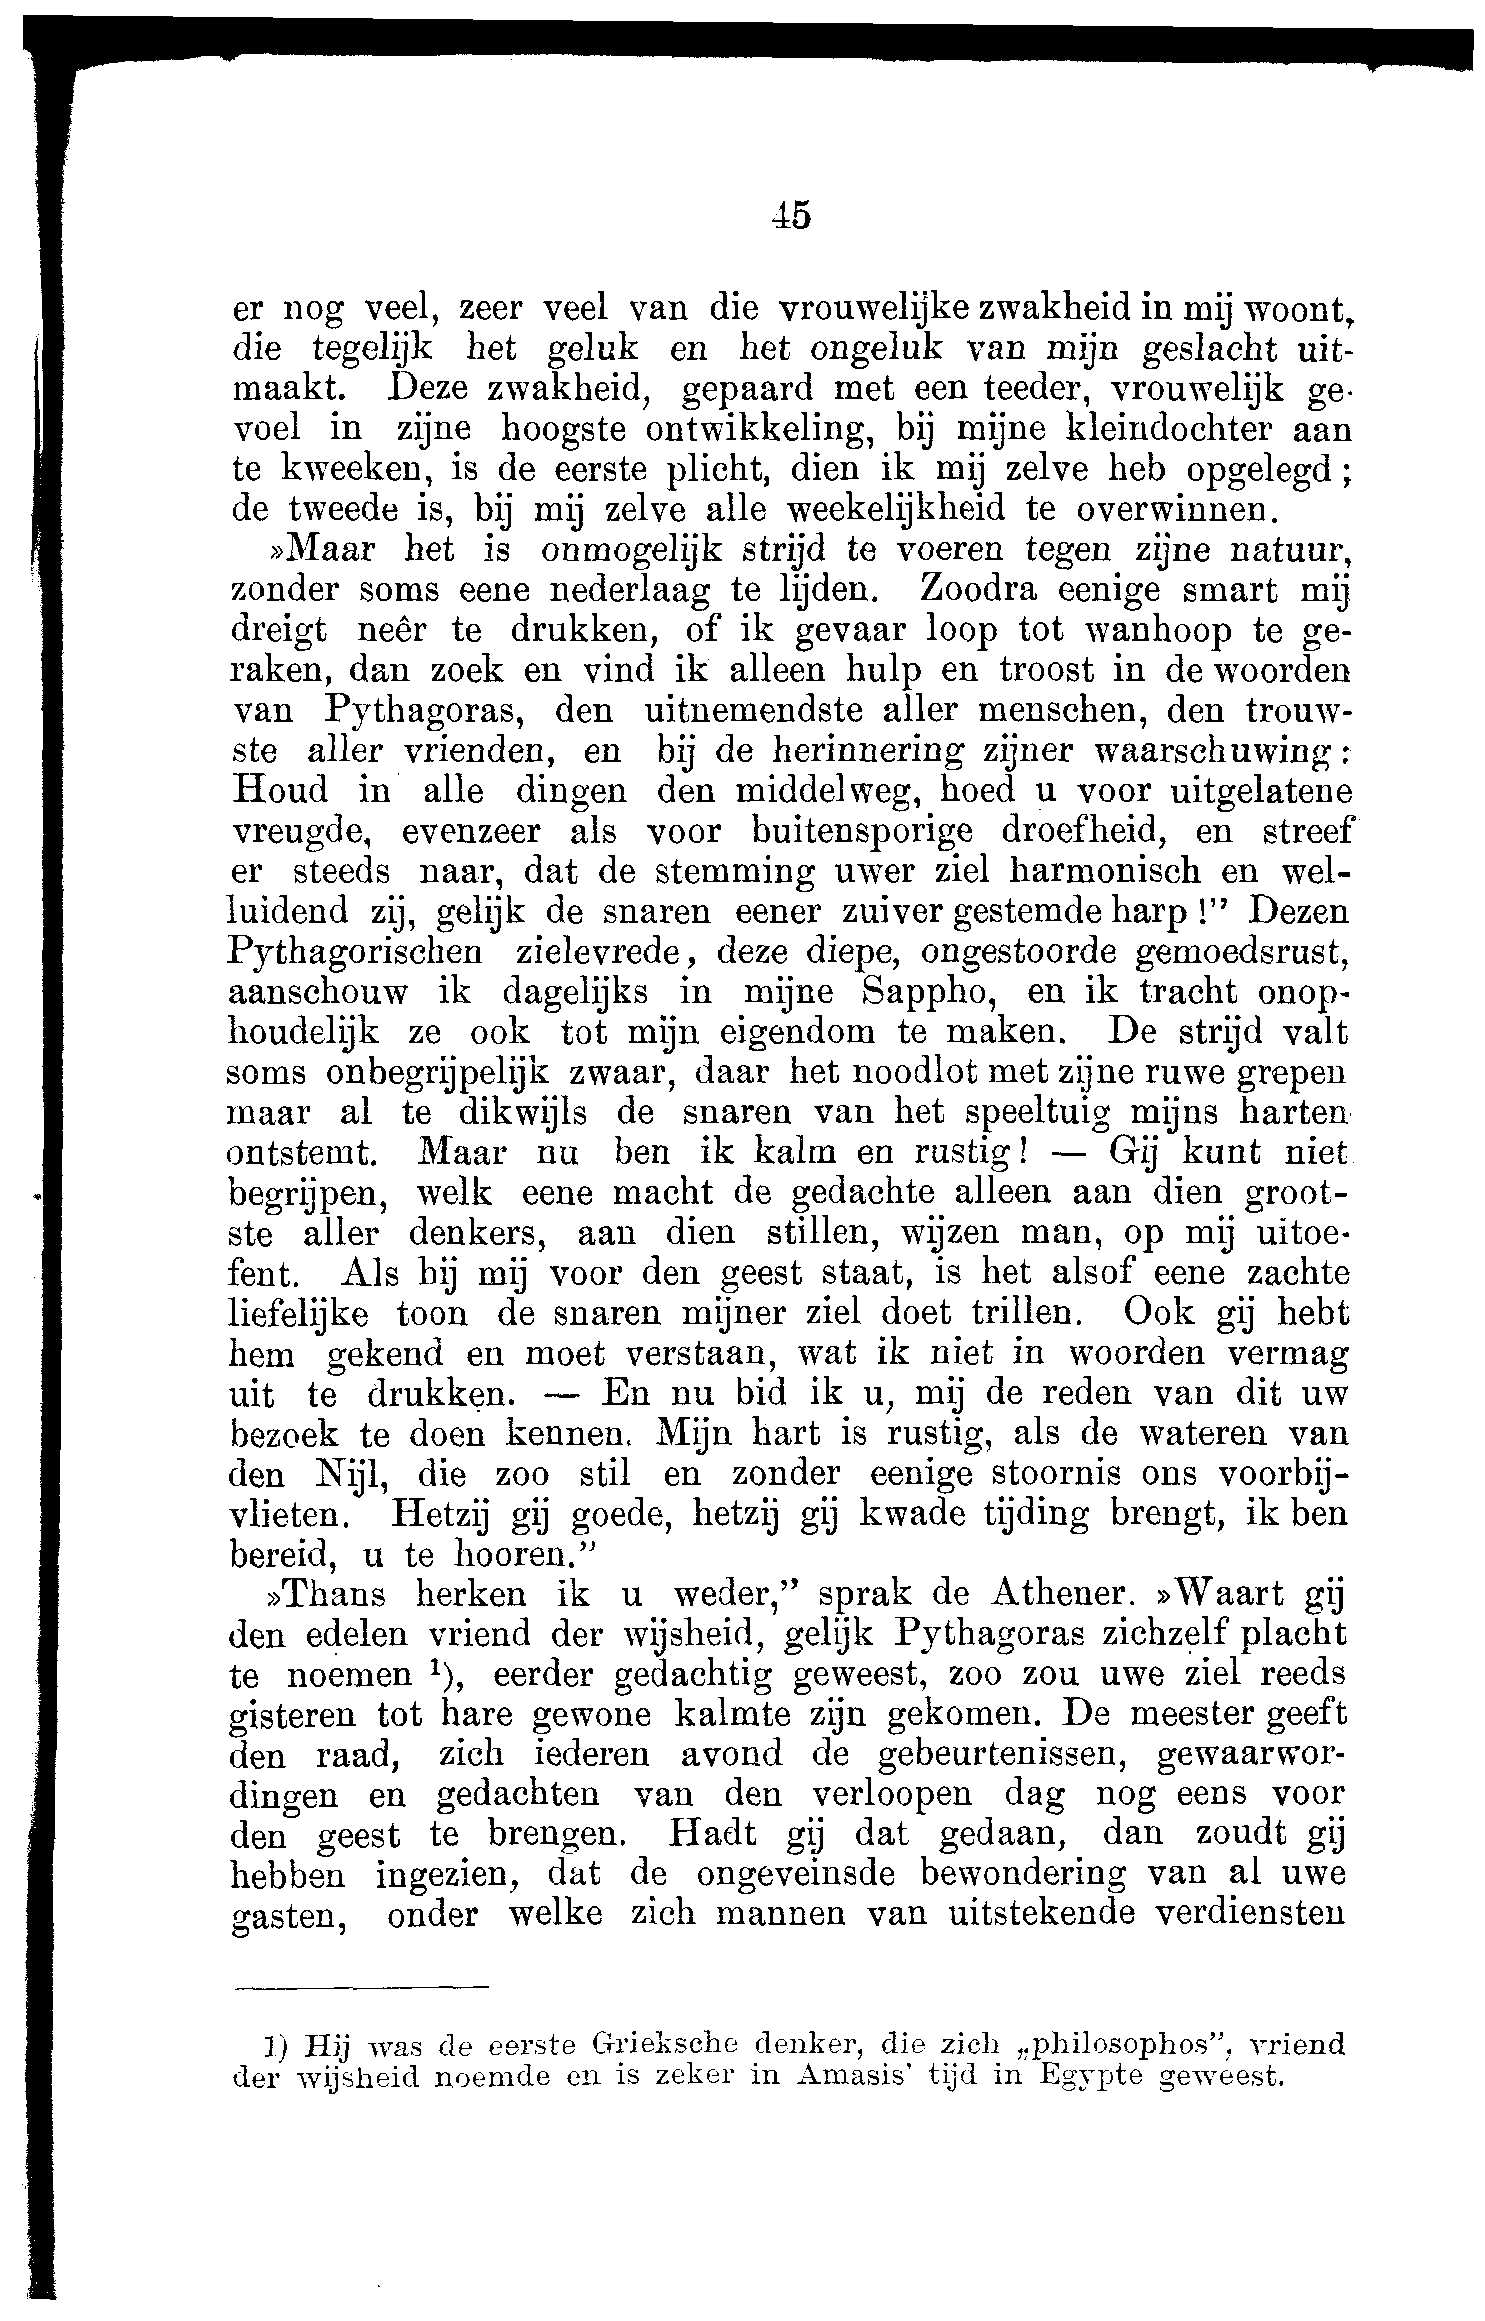 45
er nog veel, zeer veel van die vrouwelijke zwakheid in mij woont,
die tegelijk het geluk en het ongeluk van mijn geslacht uit-
maakt. Deze zwakheid, gepaard met een teeder, vrouwelijk ge-
voel in zijne hoogste ontwikkeling, bij mijne kleindochter aan
te kweeken, is de eerste plicht, dien ik mij zelve heb opgelegd;
de tweede is, bij mij zelve alle weekelijkheid te overwinnen.
»Maar het is onmogelijk strijd te voeren tegen zijne natuur,
zonder soms eene nederlaag te lijden. Zoodra eenige smart mij
dreigt neêr te drukken, of ik gevaar loop tot wanhoop te ge-
raken, dan zoek en vind ik alleen hulp en troost in de woorden
van Pythagoras, den uitnemendste aller menschen, den trouw-
ste aller vrienden, en bij de herinnering zijner waarschuwing:
Houd in alle dingen den middelweg, hoed u voor uitgelatene
vreugde, evenzeer als voor buitensporige droefheid, en streef
er steeds naar, dat de stemming uwer ziel harmonisch en wel-
luidend zij, gelijk de snaren eener zuiver gestemde harp!” Dezen
Pythagorischen zielevrede, deze diepe, ongestoorde gemoedsrust,
aanschouw ik dagelijks in mijne Sappho, en ik tracht onop-
houdelijk ze ook tot mijn eigendom te maken. De strijd valt
soms onbegrijpelijk zwaar, daar het noodlot met zijne ruwe grepen
maar al te dikwijls de snaren van het speeltuig mijns harten
ontstemt. Maar nu ben ik kalm en rustig! — Gij kunt niet
begrijpen, welk eene macht de gedachte alleen aan dien groot-
ste aller denkers, aan dien stillen, wijzen man, op mij uitoe-
fent. Als hij mij voor den geest staat, is het alsof eene zachte
liefelijke toon de snaren mijner ziel doet trillen. Ook gij hebt
hem gekend en moet verstaan, wat ik niet in woorden vermag
uit te drukken. — En nu bid ik u, mij de reden van dit uw
bezoek te doen kennen. Mijn hart is rustig, als de wateren van
den Nijl, die zoo stil en zonder eenige stoornis ons voorbij-
vlieten. Hetzij gij goede, hetzij gij kwade tijding brengt, ik ben
bereid, u te hooren.”
»Thans herken ik u weder,” sprak de Athener. »Waart gij
den edelen vriend der wijsheid, gelijk Pythagoras zichzelf placht
te noemen ¹), eerder gedachtig geweest, zoo zou uwe ziel reeds
gisteren tot hare gewone kalmte zijn gekomen. De meester geeft
den raad, zich iederen avond de gebeurtenissen, gewaarwor-
dingen en gedachten van den verloopen dag nog eens voor
den geest te brengen. Hadt gij dat gedaan, dan zoudt gij
hebben ingezien, dat de ongeveinsde bewondering van al uwe
gasten, onder welke zich mannen van uitstekende verdiensten
1) Hij was de eerste Grieksche denker, die zich „philosophos”, vriend
der wijsheid noemde en is zeker in Amasis' tijd in Egypte geweest.